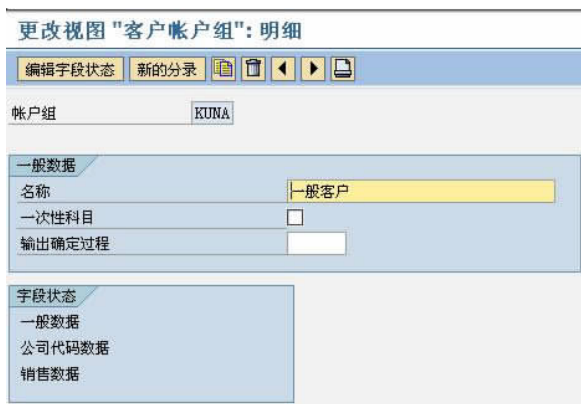 更改视图 "客户帐户组": 明细
编辑字段状态 新的分录
帐户组 KUNA
一般数据
名称 一般客户
一次性科目
输出确定过程
字段状态
一般数据
公司代码数据
销售数据